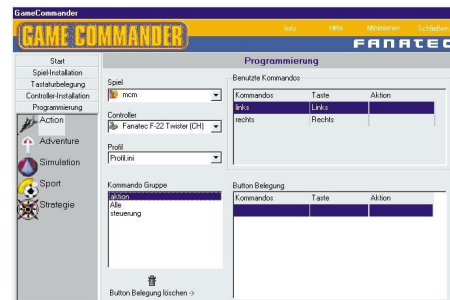 GameCommander
GAME COMMANDER
Info Hilfe Minimieren Schließen
FANATEC
Start
Spiel-Installation
Tastaturbelegung
Controller-Installation
Programmierung
Action
Adventure
Simulation
Sport
Strategie
Programmierung
Spiel
mcm
Controller
Fanatec F-22 Twister (CH)
Profil
Profil.ini
Kommando Gruppe
aktion
Alle
steuerung
Button Belegung löschen ->
Benutzte Kommandos
Kommandos Taste Aktion
links Links
rechts Rechts
Button Belegung
Kommandos Taste Aktion